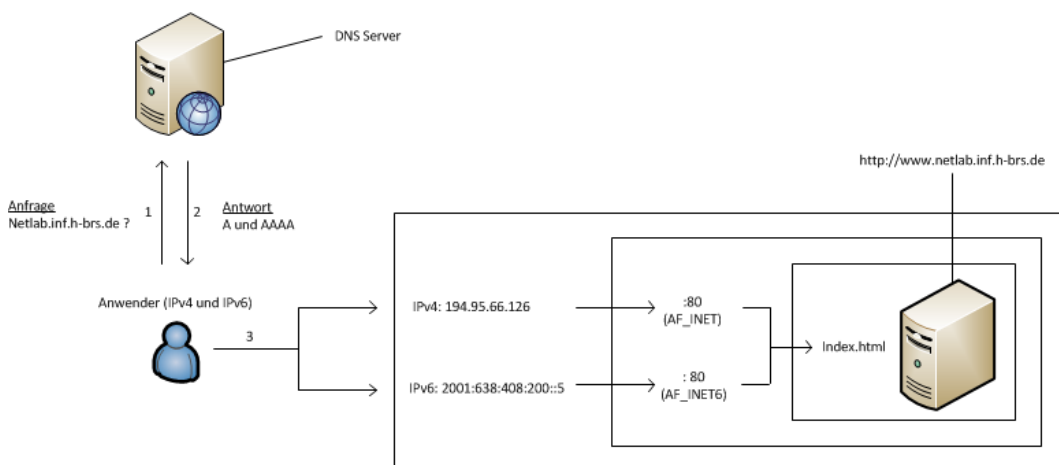 DNS Server
http://www.netlab.inf.h-brs.de
Anfrage
Netlab.inf.h-brs.de ?
1
2
Antwort
A und AAAA
Anwender (IPv4 und IPv6)
3
IPv4: 194.95.66.126
:80
(AF_INET)
Index.html
IPv6: 2001:638:408:200::5
: 80
(AF_INET6)